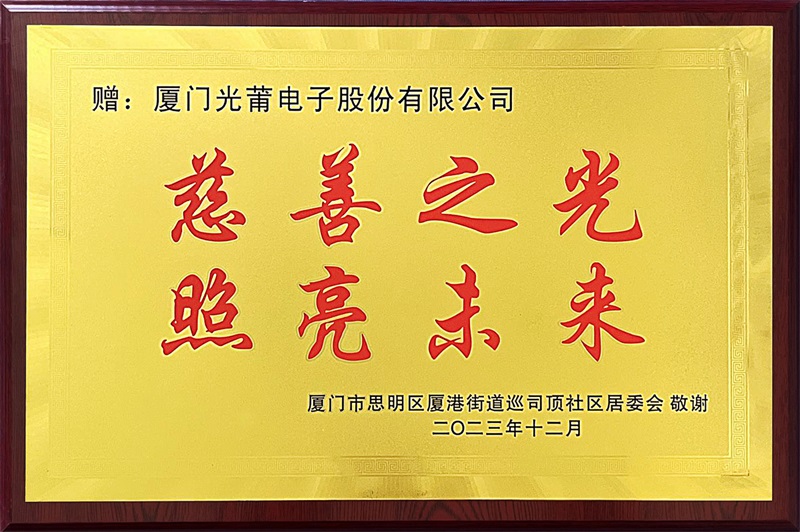 赠：厦门光莆电子股份有限公司
慈善之光
照亮未来
厦门市思明区厦港街道巡司顶社区居委会 敬谢
二〇二三年十二月